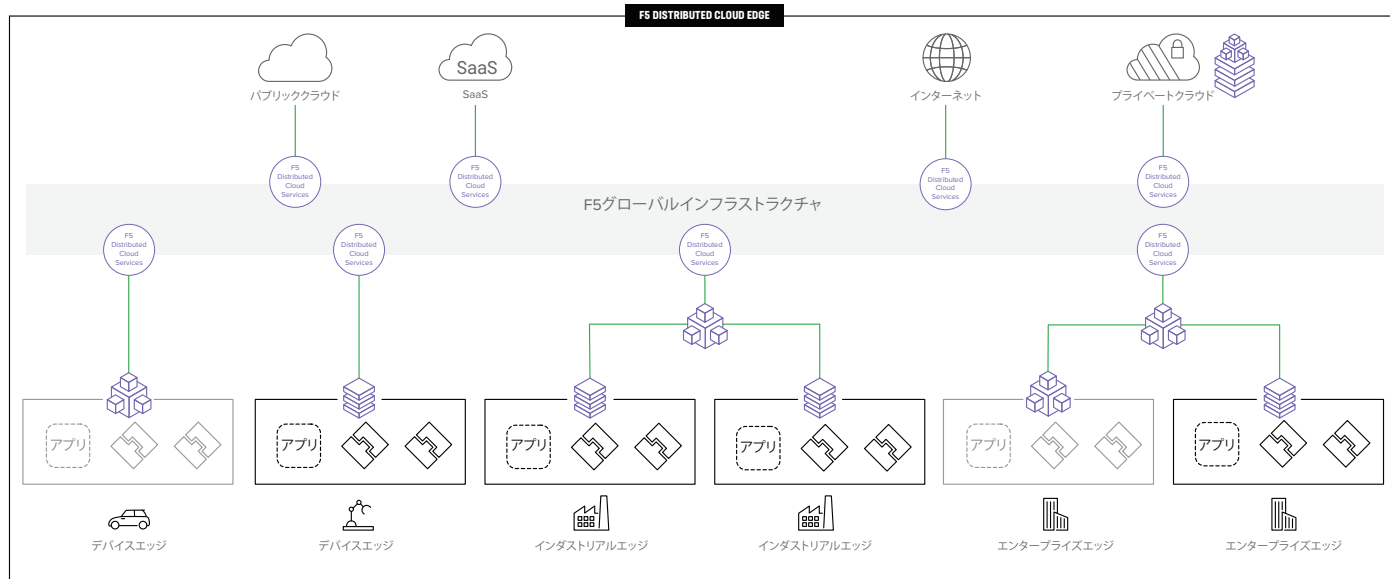 F5 DISTRIBUTED CLOUD EDGE
SaaS
パブリッククラウド
SaaS
インターネット
プライベートクラウド
F5
Distributed
Cloud
Services
F5
Distributed
Cloud
Services
F5
Distributed
Cloud
Services
F5
Distributed
Cloud
Services
F5グローバルインフラストラクチャ
F5
Distributed
Cloud
Services
F5
Distributed
Cloud
Services
F5
Distributed
Cloud
Services
F5
Distributed
Cloud
Services
アプリ
アプリ
アプリ
アプリ
アプリ
アプリ
デバイスエッジ
デバイスエッジ
インダストリアルエッジ
インダストリアルエッジ
エンタープライズエッジ
エンタープライズエッジ